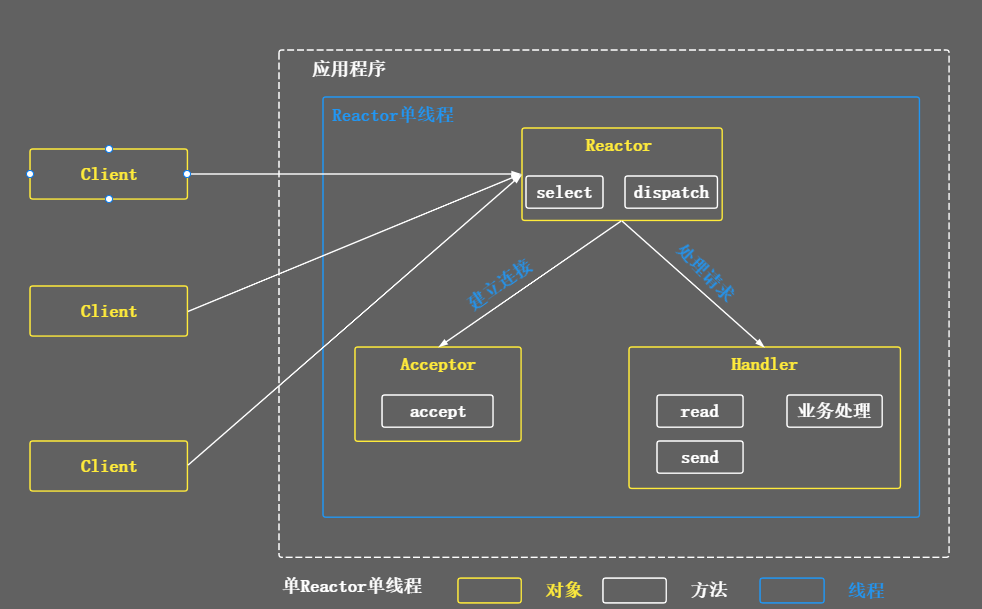 应用程序
Reactor单线程
Reactor
select
dispatch
Client
Client
Client
建立连接
处理请求
Acceptor
accept
Handler
read
业务处理
send
单Reactor单线程
对象
方法
线程